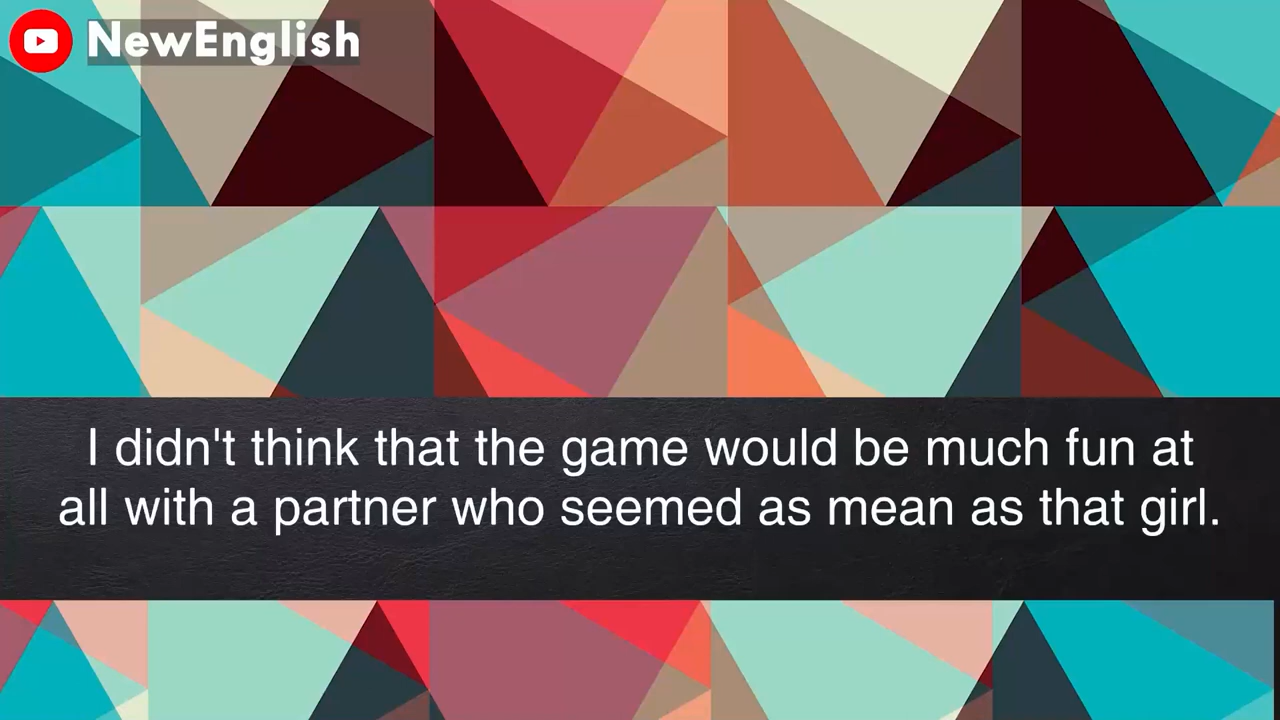 NewEnglish
I didn't think that the game would be much fun at
all with a partner who seemed as mean as that girl.